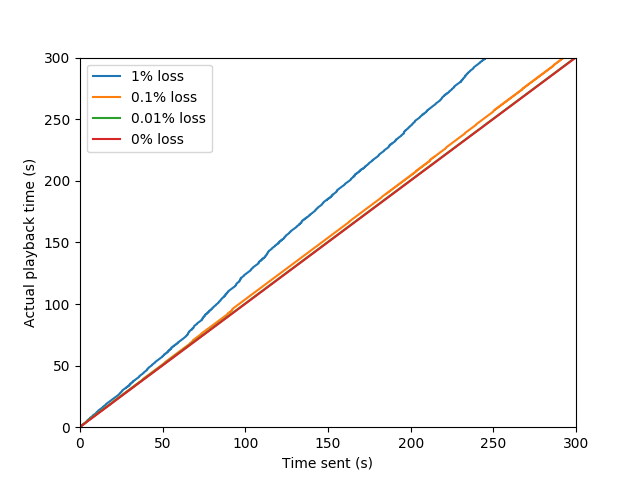 300
250
200
150
100
50
0
Actual playback time (s)
1% loss
0.1% loss
0.01% loss
0% loss
0 50 100 150 200 250 300
Time sent (s)